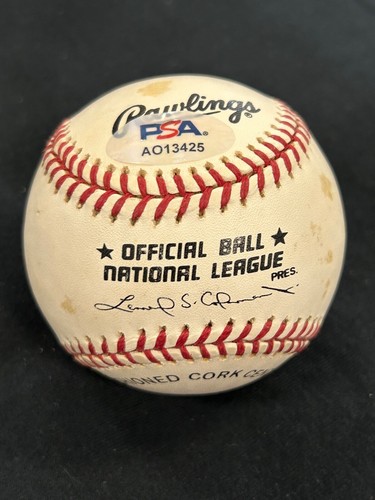 Rawlings
PSA
AO13425
★ OFFICIAL BALL ★
NATIONAL LEAGUE
PRES.
CORK